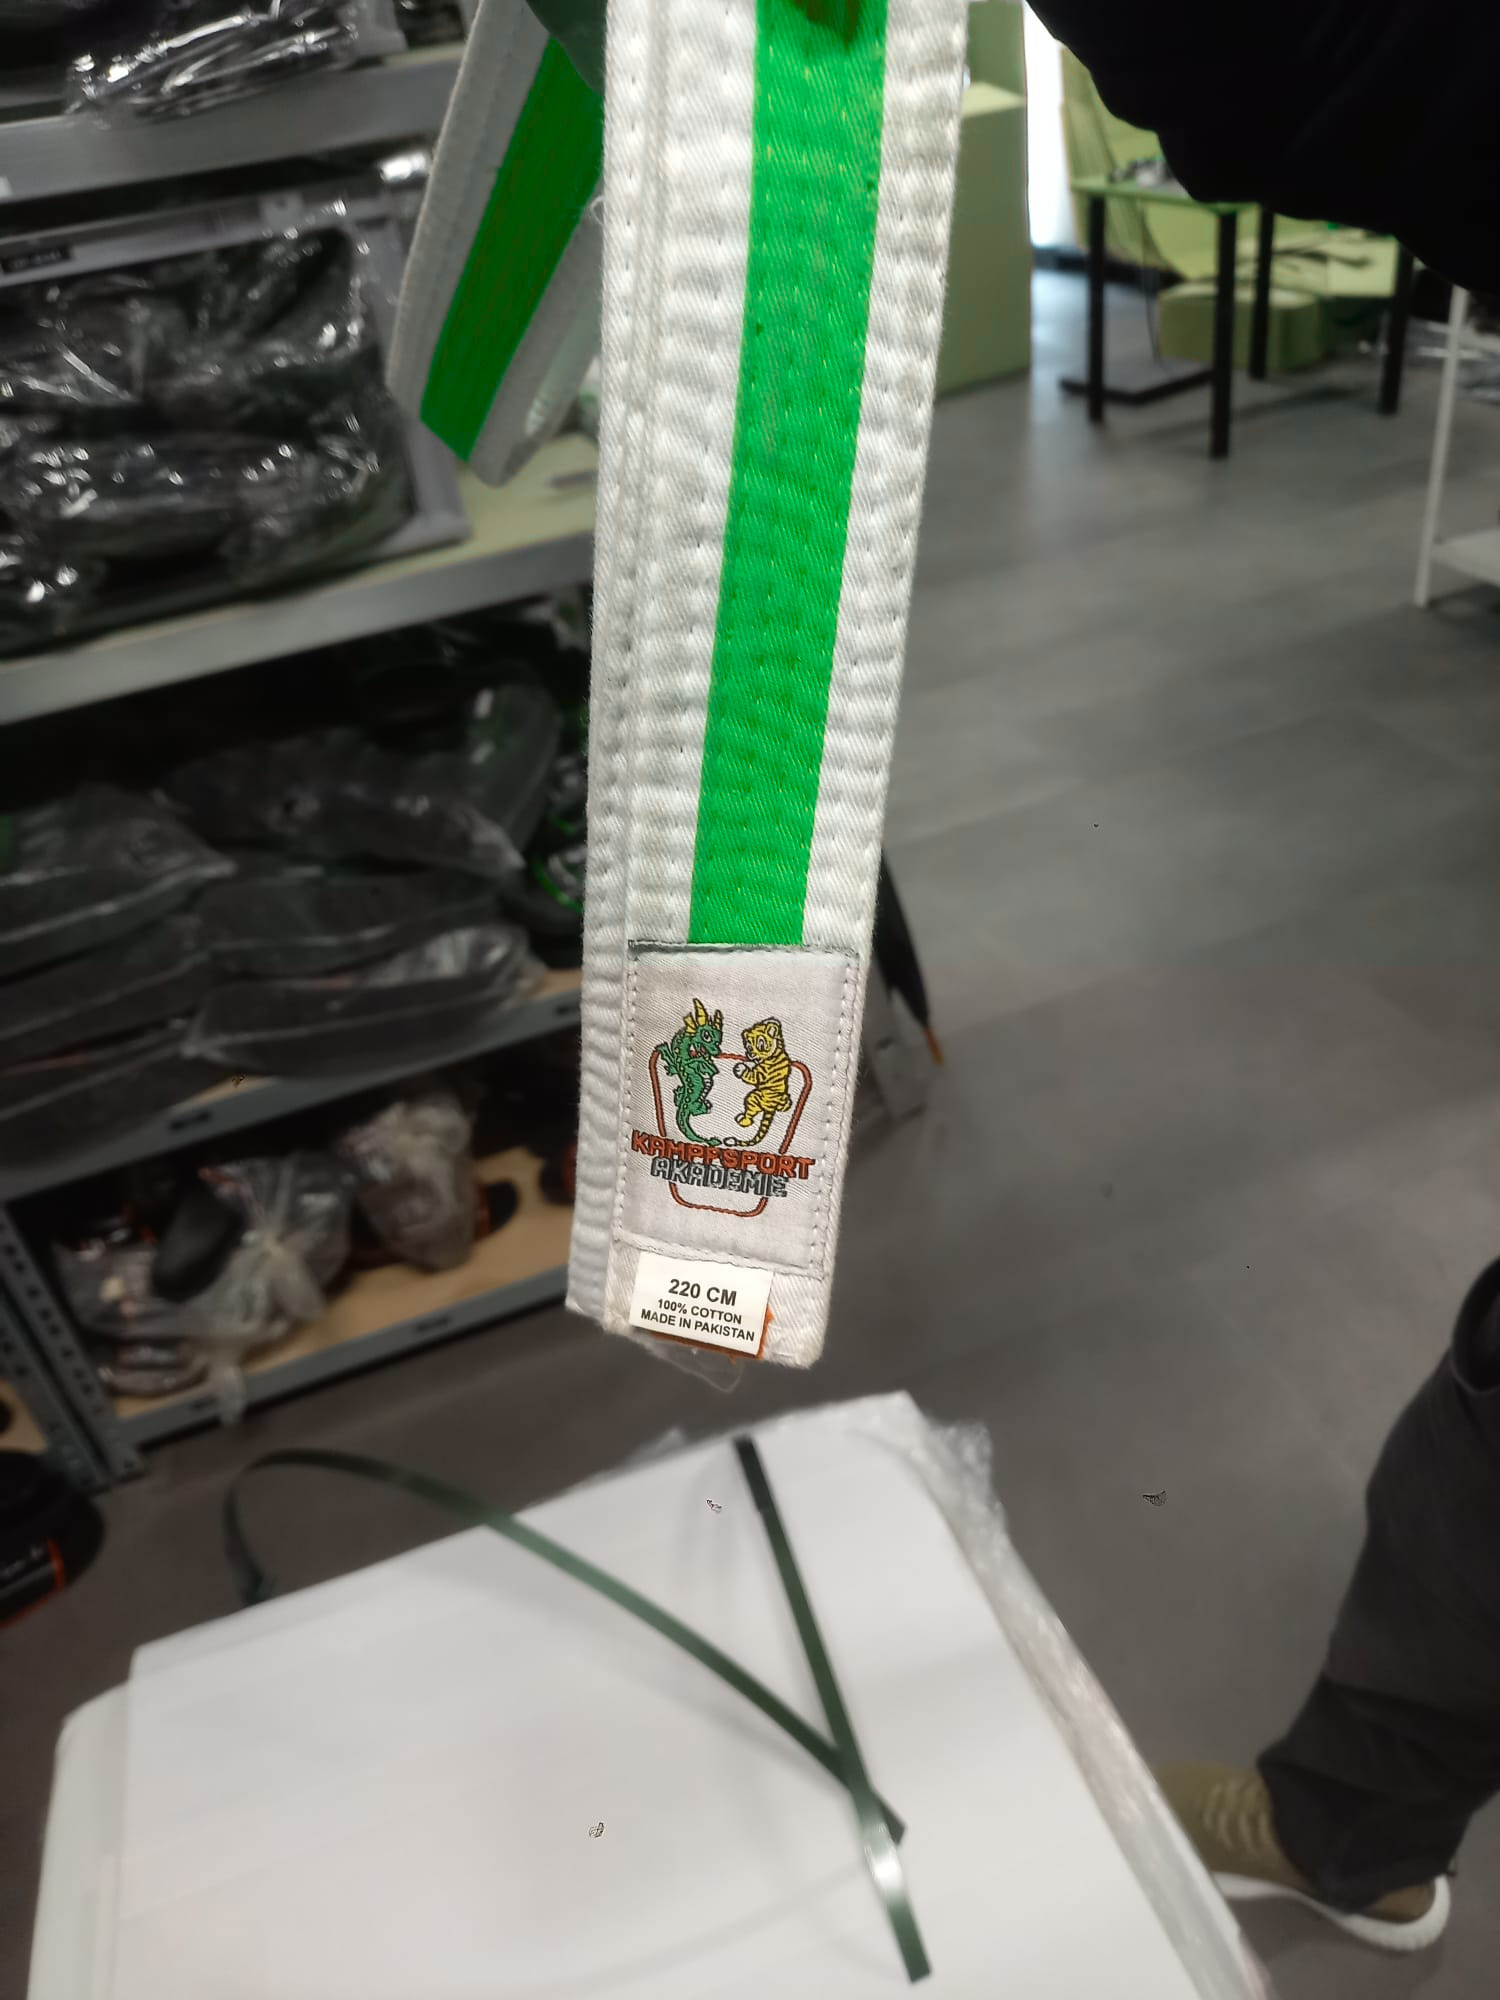 KAMPFSPORT
AKADEMIE
220 CM
100% COTTON
MADE IN PAKISTAN